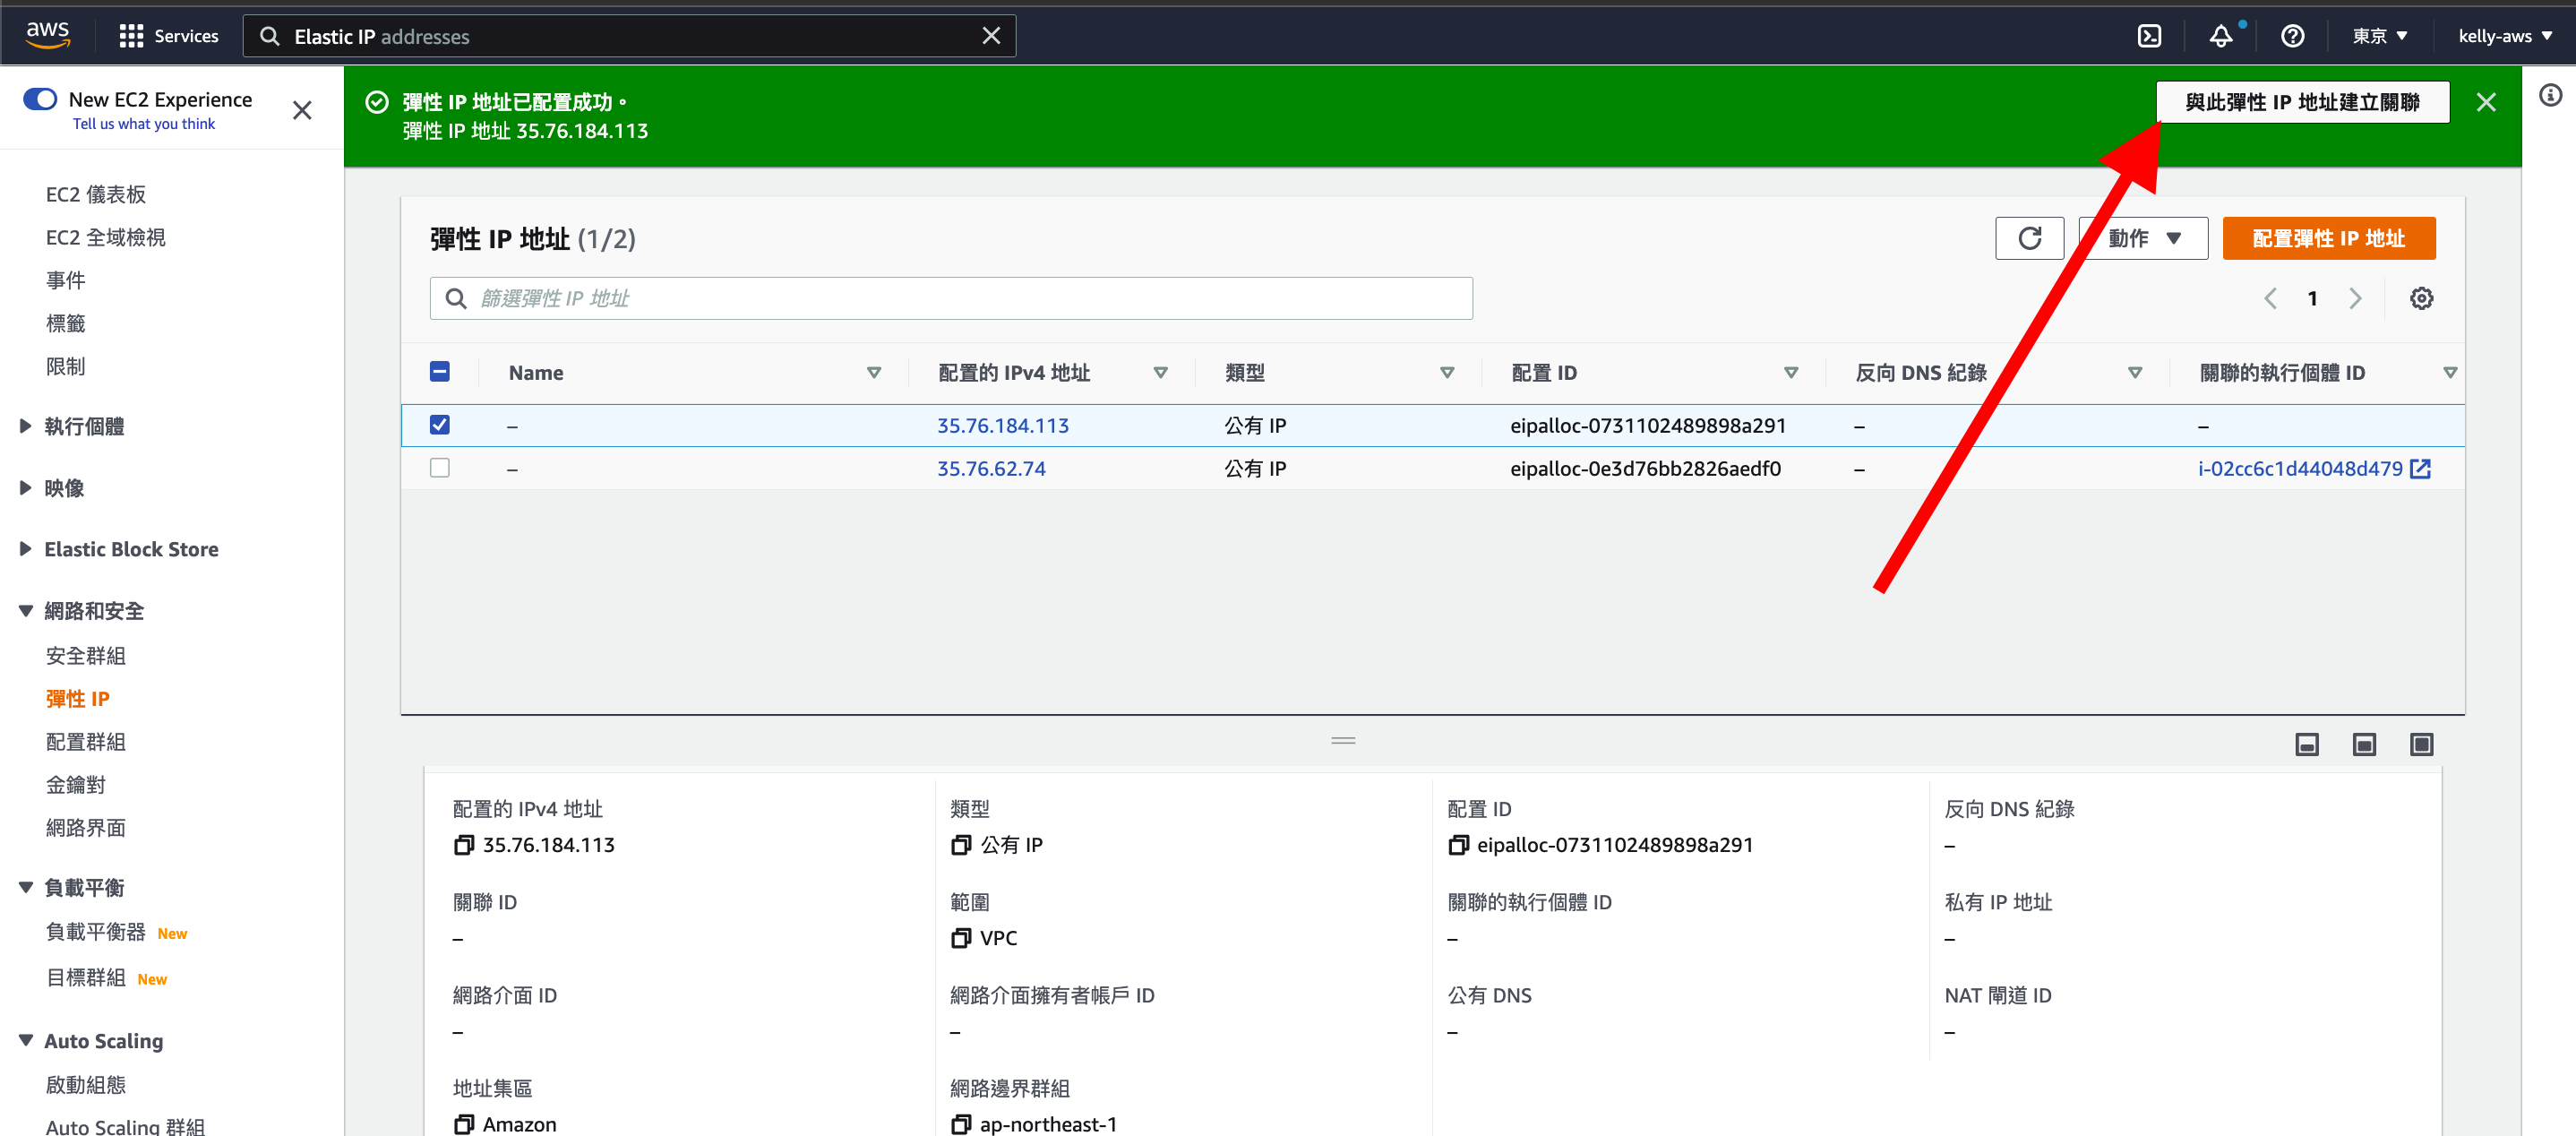 aws
Services
Elastic IP addresses
東京
kelly-aws
New EC2 Experience
Tell us what you think
EC2 儀表板
EC2 全域檢視
事件
標籤
限制
執行個體
映像
Elastic Block Store
網路和安全
安全群組
彈性 IP
配置群組
金鑰對
網路界面
負載平衡
負載平衡器 New
目標群組 New
Auto Scaling
啟動組態
Auto Scaling 群組
彈性 IP 地址已配置成功。
彈性 IP 地址 35.76.184.113
與此彈性 IP 地址建立關聯
彈性 IP 地址 (1/2)
動作
配置彈性 IP 地址
篩選彈性 IP 地址
1
Name 配置的 IPv4 地址 類型 配置 ID 反向 DNS 紀錄 關聯的執行個體 ID
– 35.76.184.113 公有 IP eipalloc-0731102489898a291 – –
– 35.76.62.74 公有 IP eipalloc-0e3d76bb2826aedf0 – i-02cc6c1d44048d479
配置的 IPv4 地址 類型 配置 ID 反向 DNS 紀錄
35.76.184.113 公有 IP eipalloc-0731102489898a291 –
關聯 ID 範圍 關聯的執行個體 ID 私有 IP 地址
– VPC – –
網路介面 ID 網路介面擁有者帳戶 ID 公有 DNS NAT 閘道 ID
– – – –
地址集區 網路邊界群組
Amazon ap-northeast-1